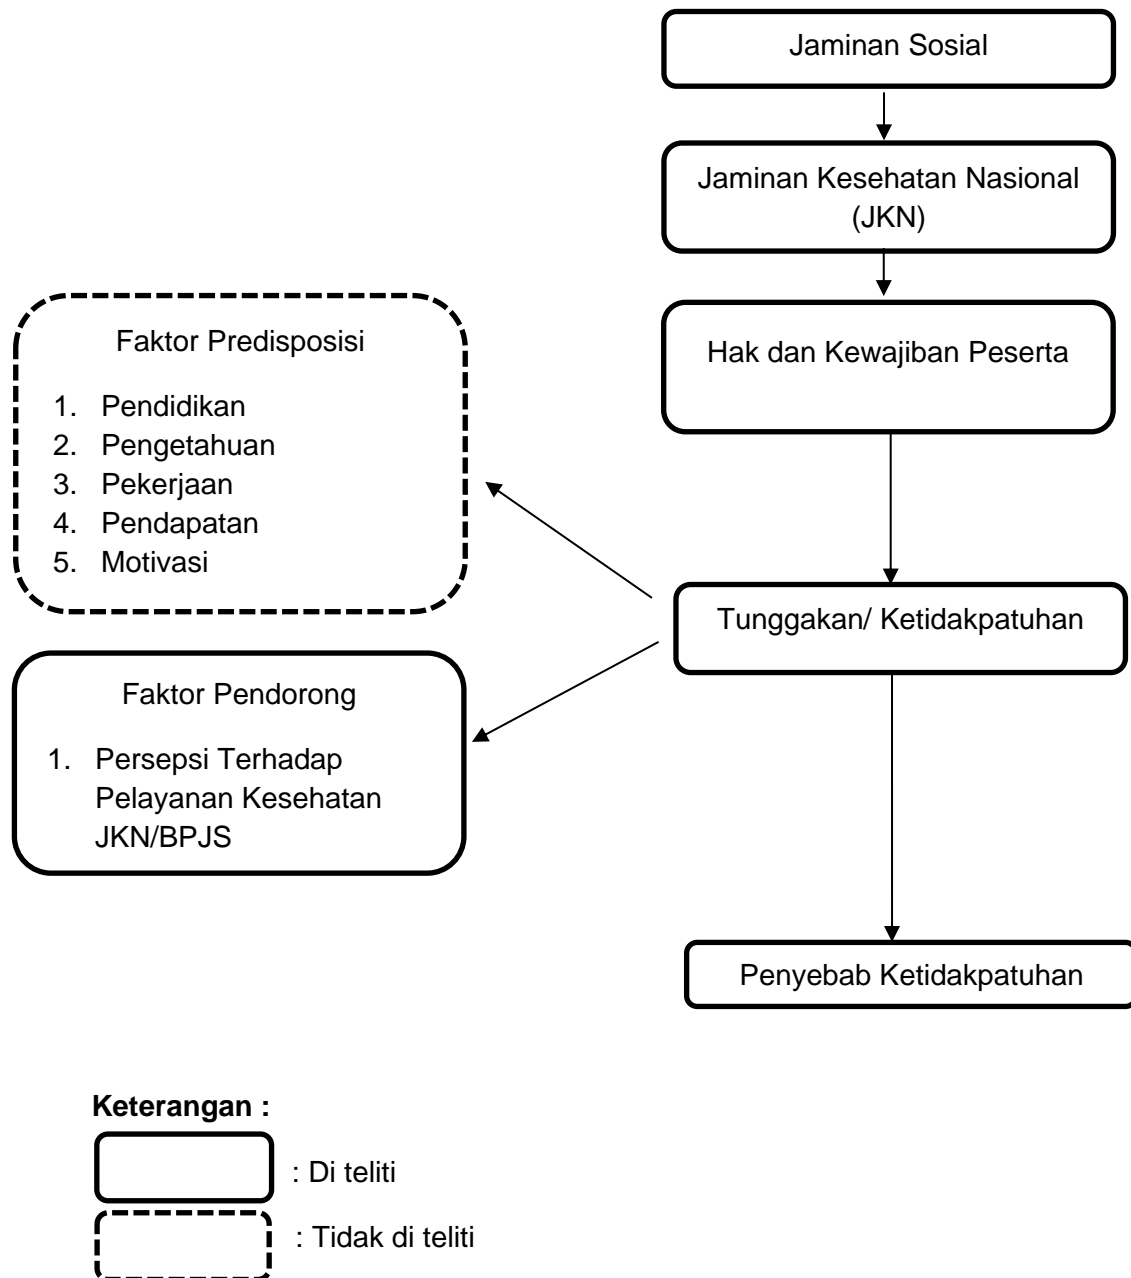 Jaminan Sosial
Jaminan Kesehatan Nasional
(JKN)
Hak dan Kewajiban Peserta
Faktor Predisposisi
1. Pendidikan
2. Pengetahuan
3. Pekerjaan
4. Pendapatan
5. Motivasi
Tunggakan/ Ketidakpatuhan
Faktor Pendorong
1. Persepsi Terhadap
Pelayanan Kesehatan
JKN/BPJS
Penyebab Ketidakpatuhan
Keterangan :
: Di teliti
: Tidak di teliti